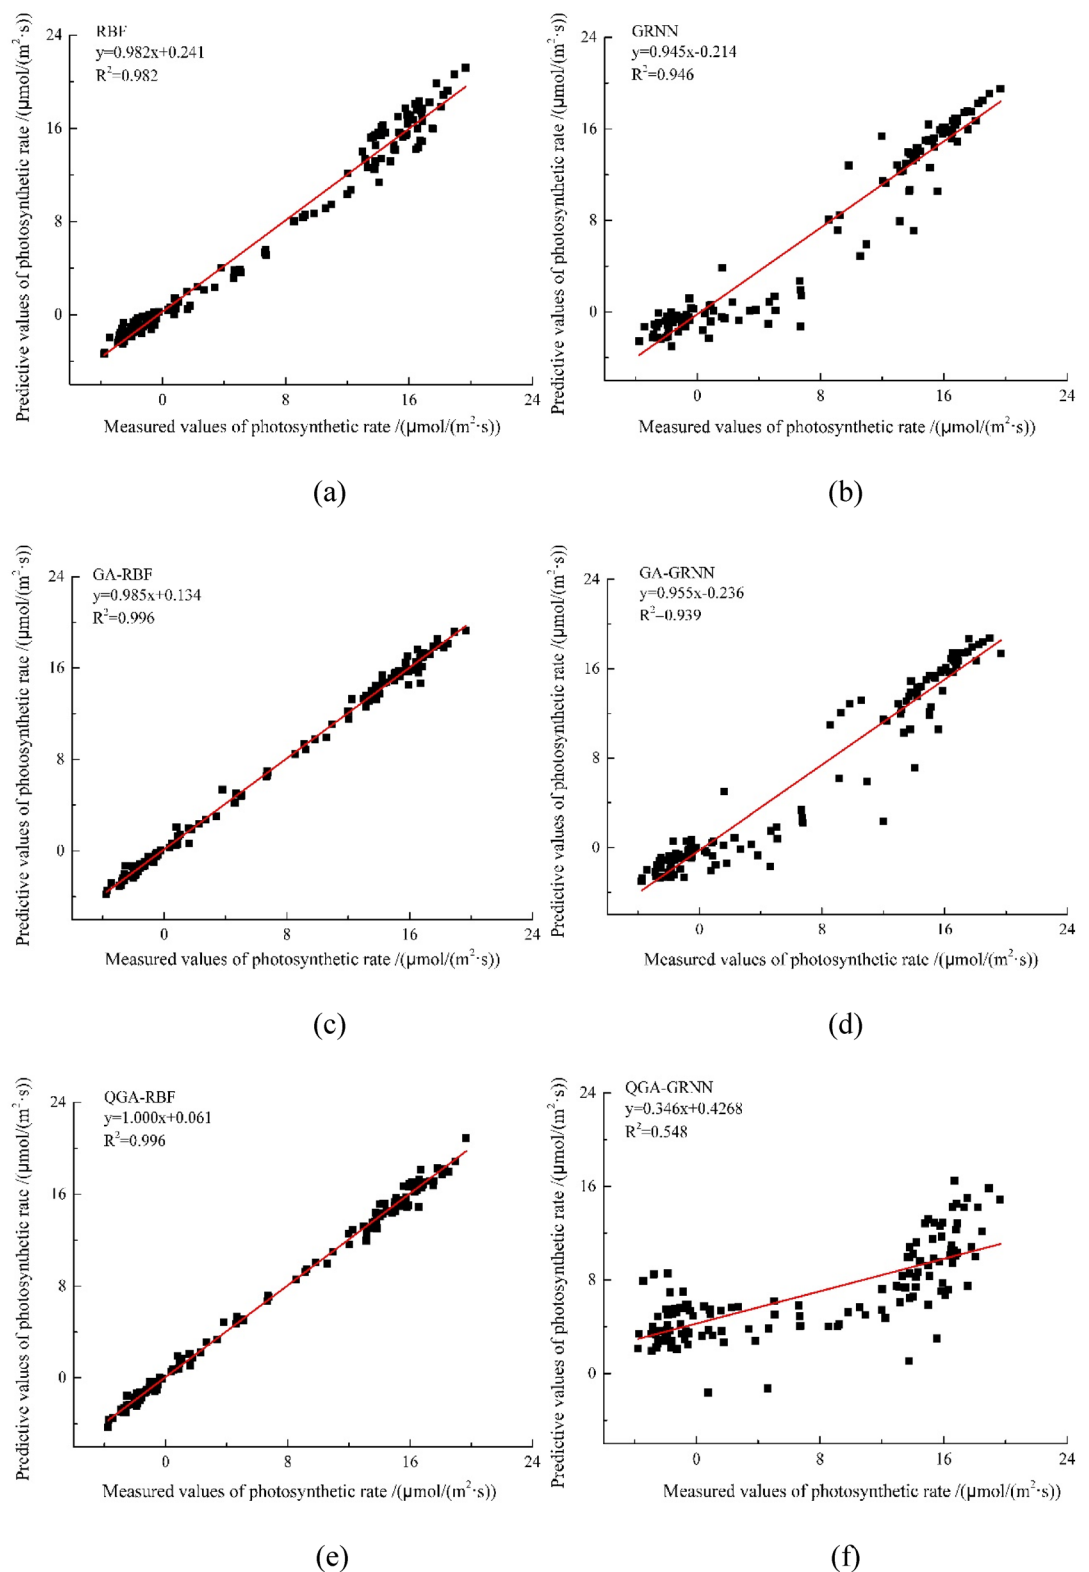 RBF
y=0.982x+0.241
R²=0.982
24
16
8
0
0
8
16
24
Predictive values of photosynthetic rate /(μmol/(m²·s))
Measured values of photosynthetic rate /(μmol/(m²·s))
(a)
GRNN
y=0.945x-0.214
R²=0.946
24
16
8
0
0
8
16
24
Predictive values of photosynthetic rate /(μmol/(m²·s))
Measured values of photosynthetic rate /(μmol/(m²·s))
(b)
GA-RBF
y=0.985x+0.134
R²=0.996
24
16
8
0
0
8
16
24
Predictive values of photosynthetic rate /(μmol/(m²·s))
Measured values of photosynthetic rate /(μmol/(m²·s))
(c)
GA-GRNN
y=0.955x-0.236
R²=0.939
24
16
8
0
0
8
16
24
Predictive values of photosynthetic rate /(μmol/(m²·s))
Measured values of photosynthetic rate /(μmol/(m²·s))
(d)
QGA-RBF
y=1.000x+0.061
R²=0.996
24
16
8
0
0
8
16
24
Predictive values of photosynthetic rate /(μmol/(m²·s))
Measured values of photosynthetic rate /(μmol/(m²·s))
(e)
QGA-GRNN
y=0.346x+0.4268
R²=0.548
24
16
8
0
0
8
16
24
Predictive values of photosynthetic rate /(μmol/(m²·s))
Measured values of photosynthetic rate /(μmol/(m²·s))
(f)